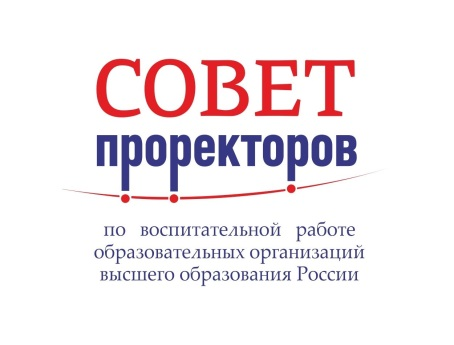 СОВЕТ
проректоров
по воспитательной работе
образовательных организаций
высшего образования России